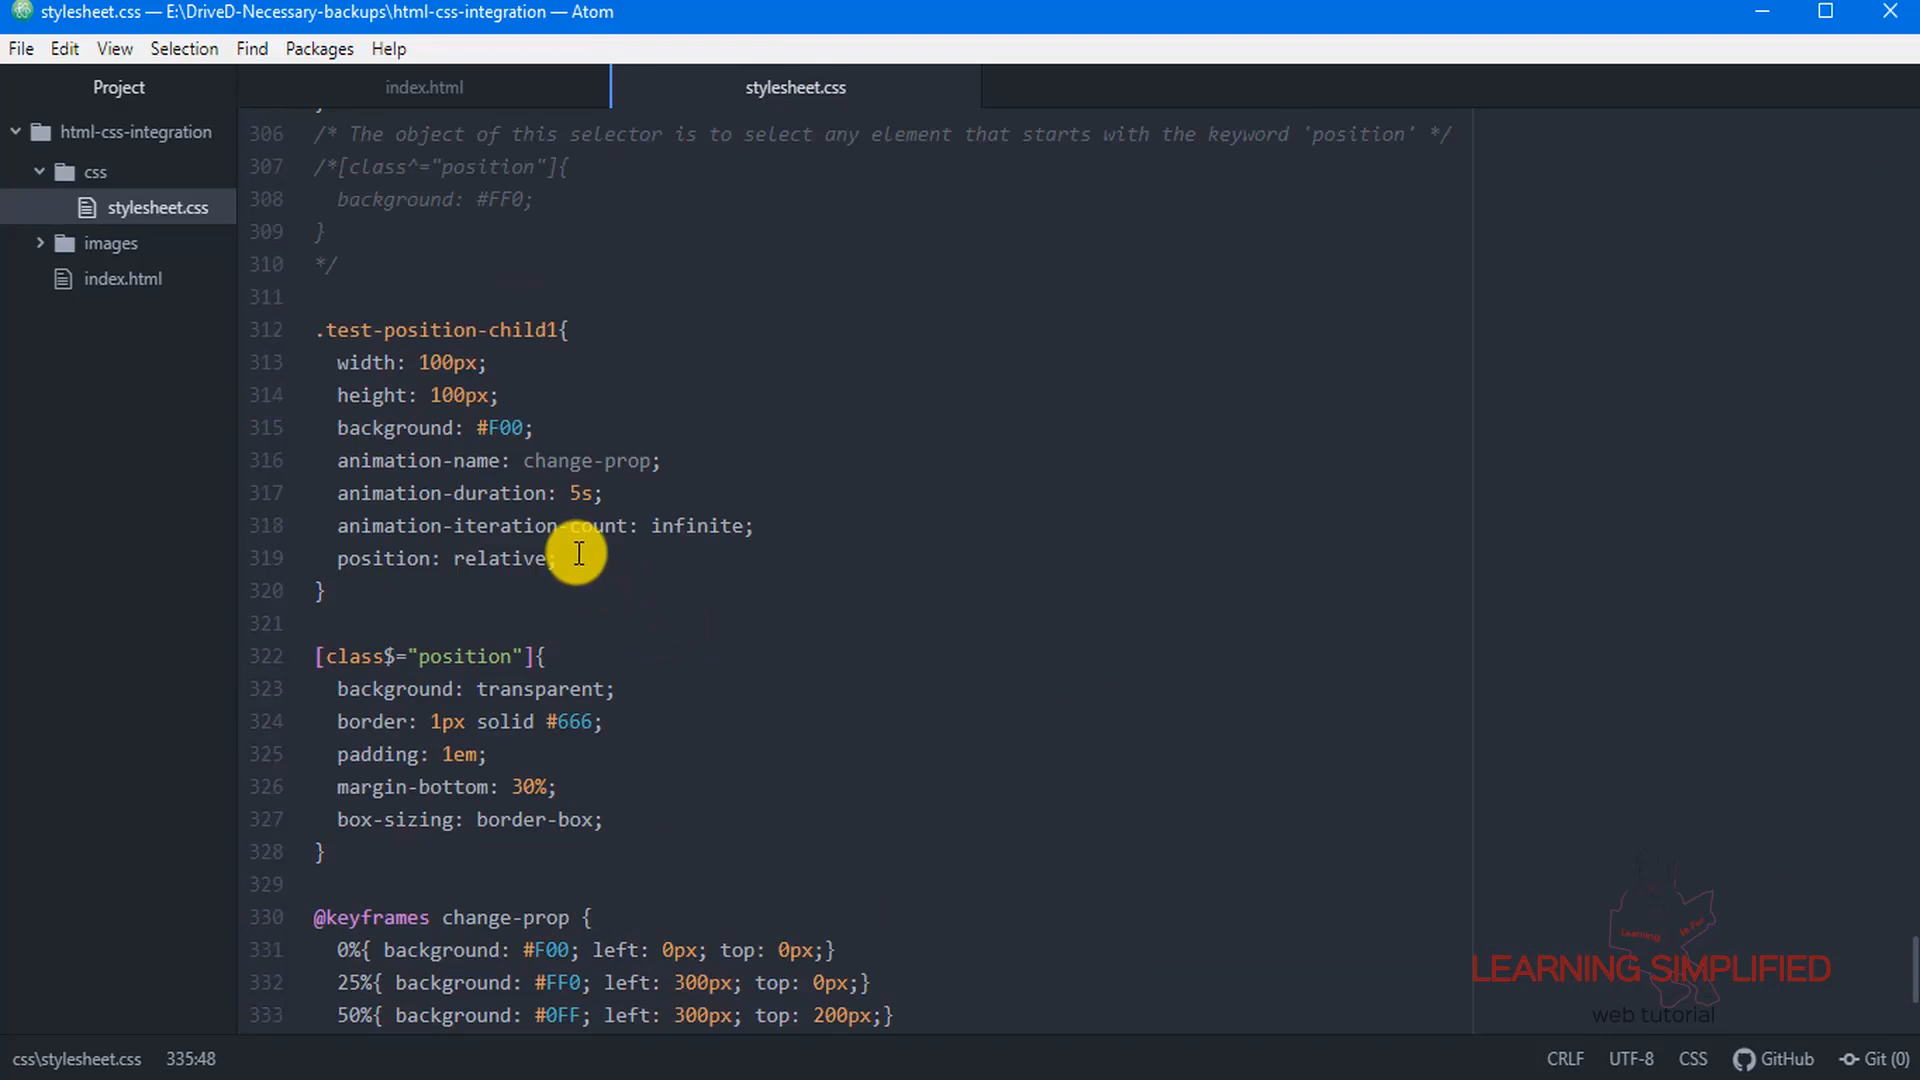 stylesheet.css — E:\DriveD-Necessary-backups\html-css-integration — Atom
File Edit View Selection Find Packages Help
Project
index.html
stylesheet.css
html-css-integration
css
stylesheet.css
images
index.html
306 /* The object of this selector is to select any element that starts with the keyword 'position' */
307 /*[class^="position"]{
308 background: #FF0;
309 }
310 */
311
312 .test-position-child1{
313 width: 100px;
314 height: 100px;
315 background: #F00;
316 animation-name: change-prop;
317 animation-duration: 5s;
318 animation-iteration-count: infinite;
319 position: relative;
320 }
321
322 [class$="position"]{
323 background: transparent;
324 border: 1px solid #666;
325 padding: 1em;
326 margin-bottom: 30%;
327 box-sizing: border-box;
328 }
329
330 @keyframes change-prop {
331 0%{ background: #F00; left: 0px; top: 0px;}
332 25%{ background: #FF0; left: 300px; top: 0px;}
333 50%{ background: #0FF; left: 300px; top: 200px;}
Learning is Fun
LEARNING SIMPLIFIED
web tutorial
css\stylesheet.css 335:48
CRLF UTF-8 CSS GitHub Git (0)